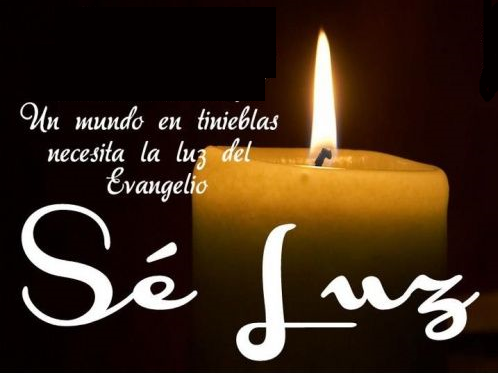 Un mundo en tinieblas
necesita la luz del
Evangelio
Sé Luz